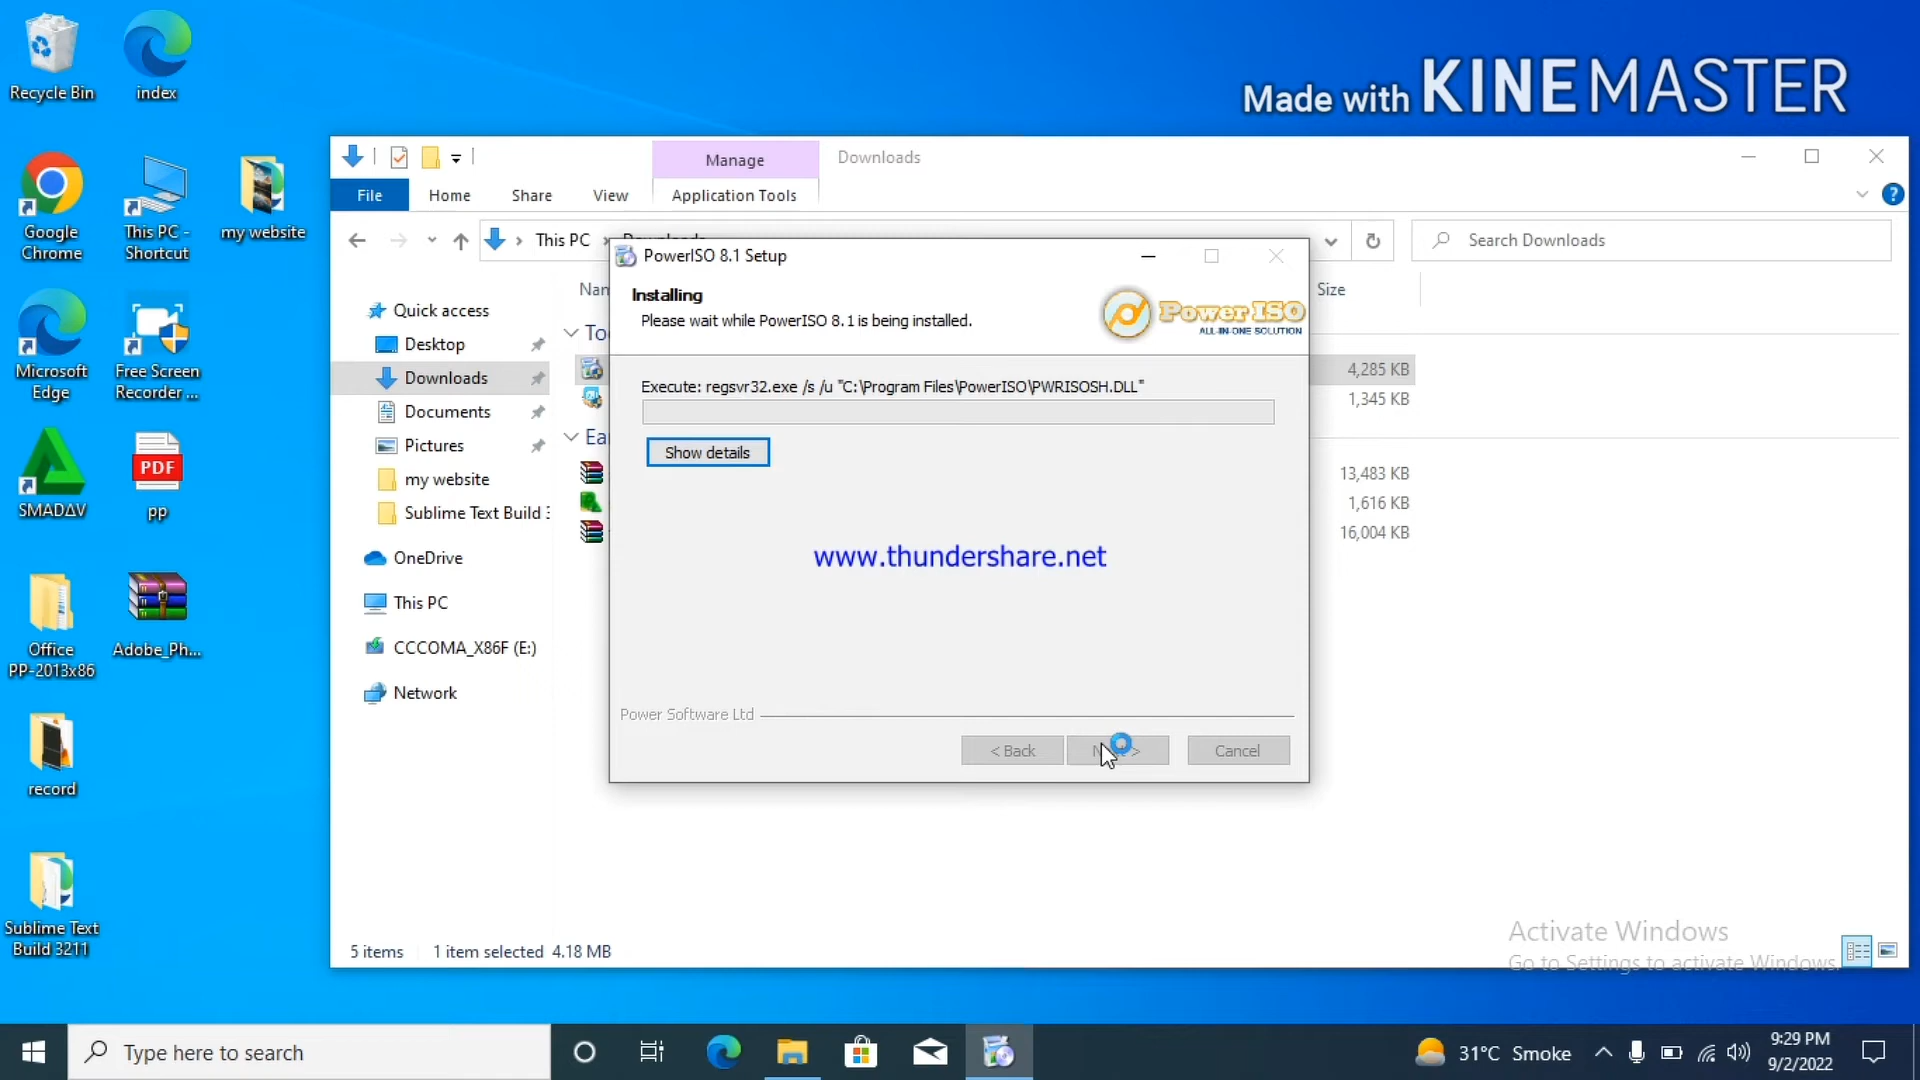 Recycle Bin
index
Made with KINEMASTER
Google
Chrome
This PC -
Shortcut
my website
Microsoft
Edge
Free Screen
Recorder ...
SMADΔV
PDF
pp
Office
PP-2013x86
Adobe_Ph...
record
Sublime Text
Build 3211
Manage
Downloads
File
Home
Share
View
Application Tools
This PC
Search Downloads
Size
Quick access
Desktop
Downloads
Documents
Pictures
my website
Sublime Text Build
OneDrive
This PC
CCCOMA_X86F (E:)
Network
4,285 KB
1,345 KB
13,483 KB
1,616 KB
16,004 KB
PowerISO 8.1 Setup
Installing
Please wait while PowerISO 8.1 is being installed.
Power ISO
ALL-IN-ONE SOLUTION
Execute: regsvr32.exe /s /u "C:\Program Files\PowerISO\PWRISOSH.DLL"
Show details
www.thundershare.net
Power Software Ltd
< Back
Cancel
5 items
1 item selected 4.18 MB
Activate Windows
Go to Settings to activate Windows.
Type here to search
31°C Smoke
9:29 PM
9/2/2022